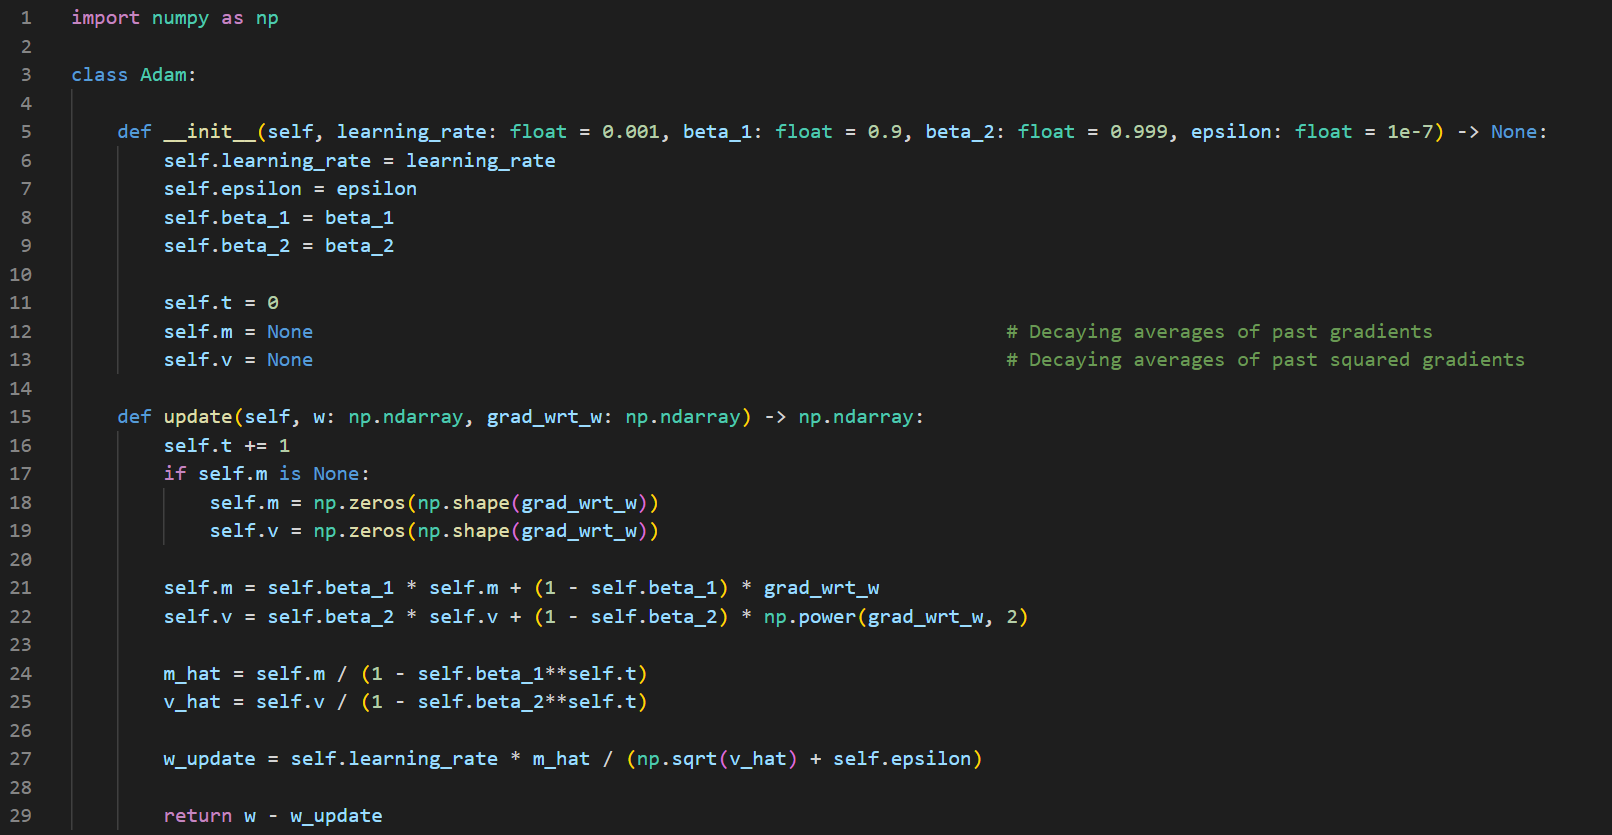 1 import numpy as np
2
3 class Adam:
4
5     def __init__(self, learning_rate: float = 0.001, beta_1: float = 0.9, beta_2: float = 0.999, epsilon: float = 1e-7) -> None:
6         self.learning_rate = learning_rate
7         self.epsilon = epsilon
8         self.beta_1 = beta_1
9         self.beta_2 = beta_2
10
11         self.t = 0
12         self.m = None # Decaying averages of past gradients
13         self.v = None # Decaying averages of past squared gradients
14
15     def update(self, w: np.ndarray, grad_wrt_w: np.ndarray) -> np.ndarray:
16         self.t += 1
17         if self.m is None:
18             self.m = np.zeros(np.shape(grad_wrt_w))
19             self.v = np.zeros(np.shape(grad_wrt_w))
20
21         self.m = self.beta_1 * self.m + (1 - self.beta_1) * grad_wrt_w
22         self.v = self.beta_2 * self.v + (1 - self.beta_2) * np.power(grad_wrt_w, 2)
23
24         m_hat = self.m / (1 - self.beta_1**self.t)
25         v_hat = self.v / (1 - self.beta_2**self.t)
26
27         w_update = self.learning_rate * m_hat / (np.sqrt(v_hat) + self.epsilon)
28
29         return w - w_update